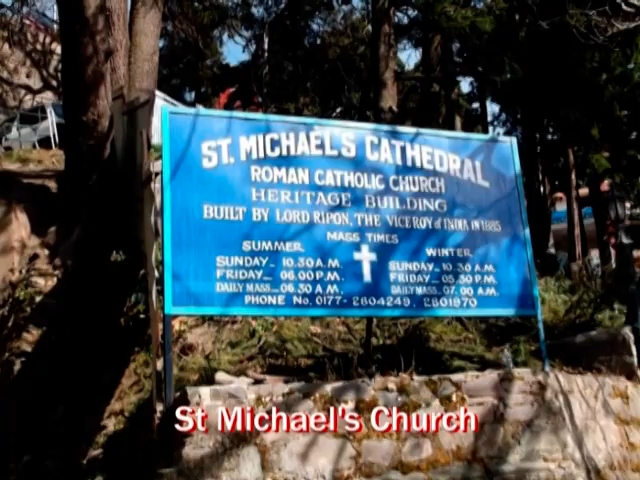 ST. MICHAEL'S CATHEDRAL
ROMAN CATHOLIC CHURCH
HERITAGE BUILDING
BUILT BY LORD RIPON, THE VICEROY of INDIA IN 1885
MASS TIMES
SUMMER
SUNDAY_ 10.30 A.M.
FRIDAY_ 06.00 P.M.
DAILY MASS_ 06.30 A.M.
WINTER
SUNDAY_ 10.30 A.M.
FRIDAY_ 05.30 P.M.
DAILY MASS_ 07.00 A.M.
PHONE No. 0177- 2804249, 2801970
St Michael's Church